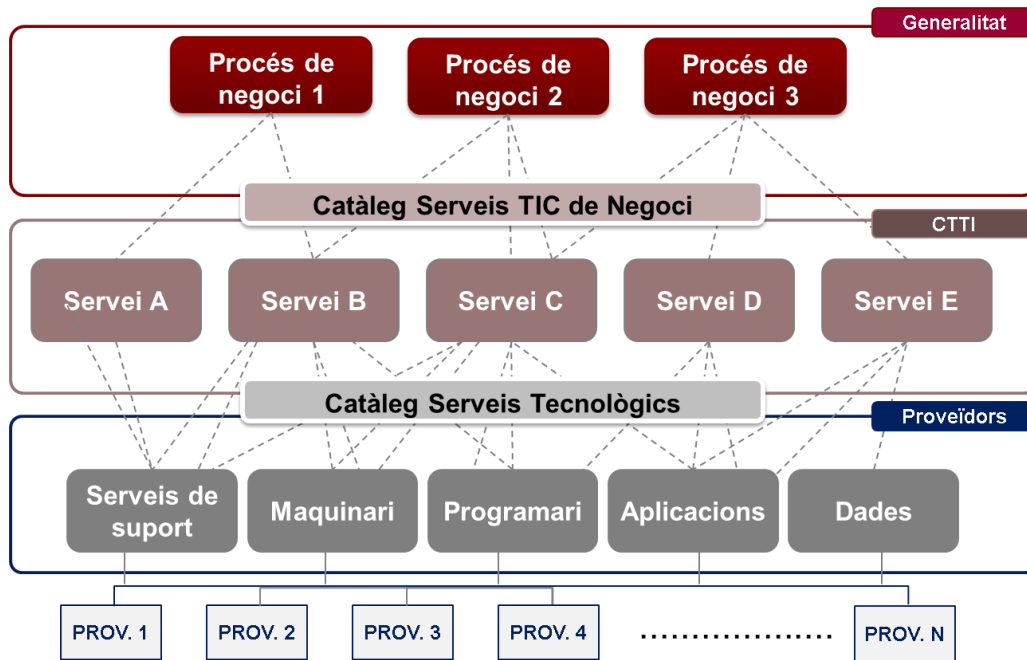 Generalitat
Procés de
negoci 1
Procés de
negoci 2
Procés de
negoci 3
Catàleg Serveis TIC de Negoci
CTTI
Servei A
Servei B
Servei C
Servei D
Servei E
Catàleg Serveis Tecnològics
Proveïdors
Serveis de
suport
Maquinari
Programari
Aplicacions
Dades
PROV. 1
PROV. 2
PROV. 3
PROV. 4
.....................
PROV. N